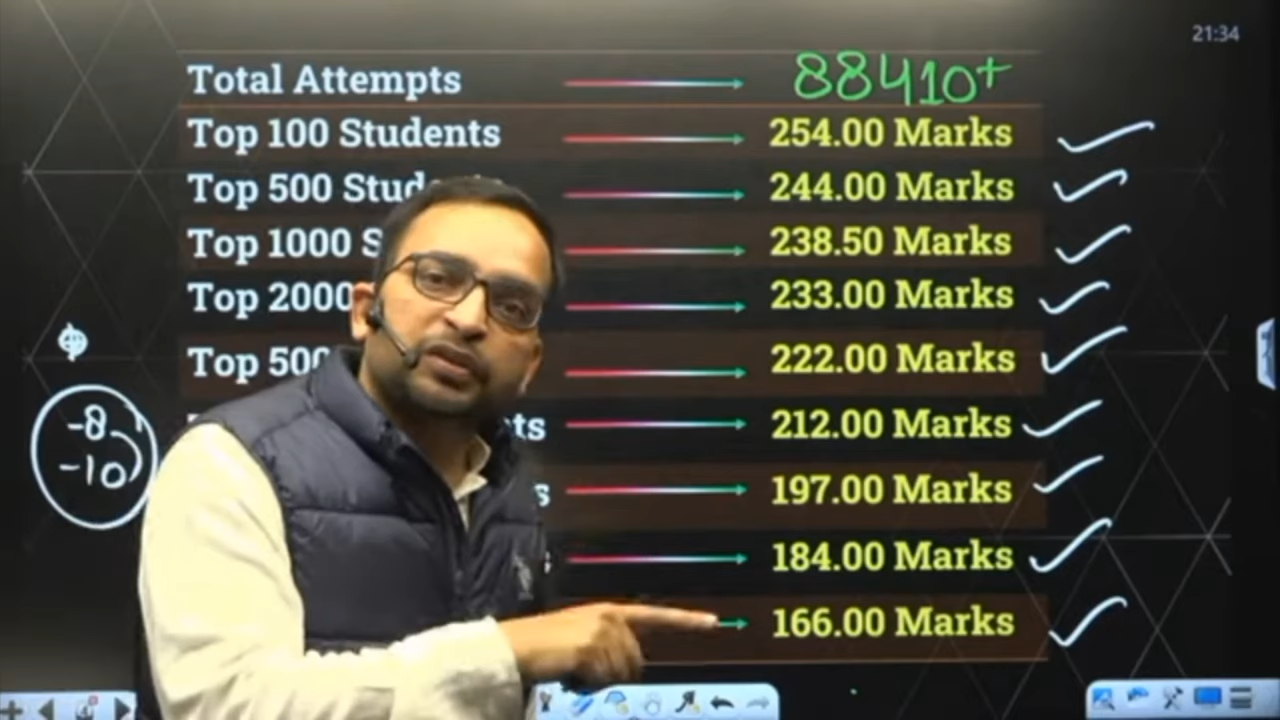 21:34
Total Attempts 88410+
Top 100 Students 254.00 Marks
Top 500 Stud 244.00 Marks
Top 1000 S 238.50 Marks
Top 2000 233.00 Marks
Top 500 222.00 Marks
ts 212.00 Marks
s 197.00 Marks
184.00 Marks
166.00 Marks
-8
-10